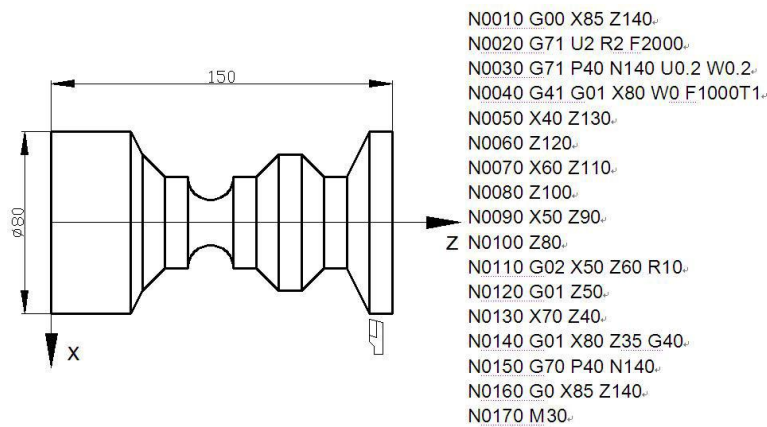 150
ø80
Z
X
N0010 G00 X85 Z140
N0020 G71 U2 R2 F2000
N0030 G71 P40 N140 U0.2 W0.2
N0040 G41 G01 X80 W0 F1000T1
N0050 X40 Z130
N0060 Z120
N0070 X60 Z110
N0080 Z100
N0090 X50 Z90
N0100 Z80
N0110 G02 X50 Z60 R10
N0120 G01 Z50
N0130 X70 Z40
N0140 G01 X80 Z35 G40
N0150 G70 P40 N140
N0160 G0 X85 Z140
N0170 M30